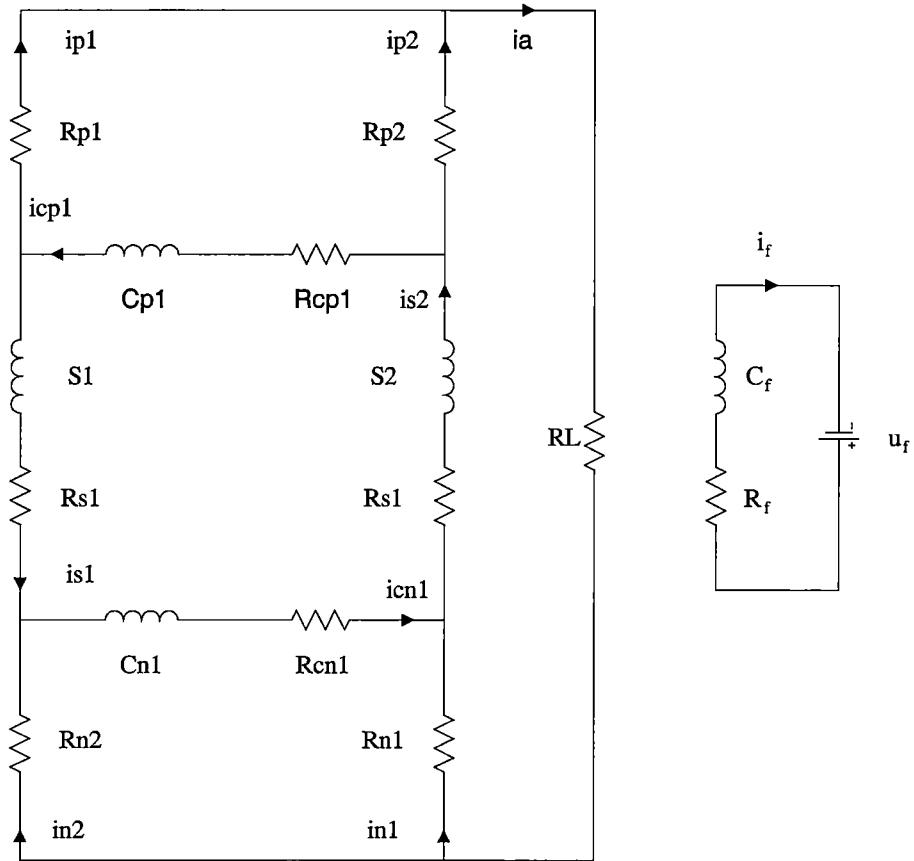 ip1
ip2
ia
Rp1
Rp2
icp1
Cp1
Rcp1
is2
i_f
S1
S2
C_f
RL
u_f
Rs1
Rs1
R_f
is1
icn1
Cn1
Rcn1
Rn2
Rn1
in2
in1